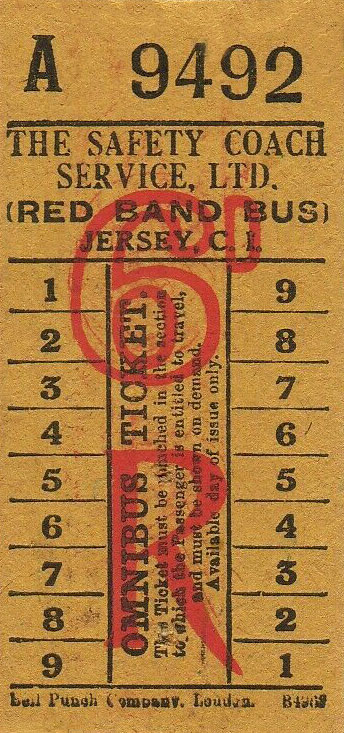 A 9492
THE SAFETY COACH
SERVICE, LTD.
(RED BAND BUS)
JERSEY, C. I.
6D
R
1
2
3
4
5
6
7
8
9
OMNIBUS TICKET.
This Ticket must be punched in the section
to which the Passenger is entitled to travel,
and must be shown on demand.
Available day of issue only.
9
8
7
6
5
4
3
2
1
Bell Punch Company, London.